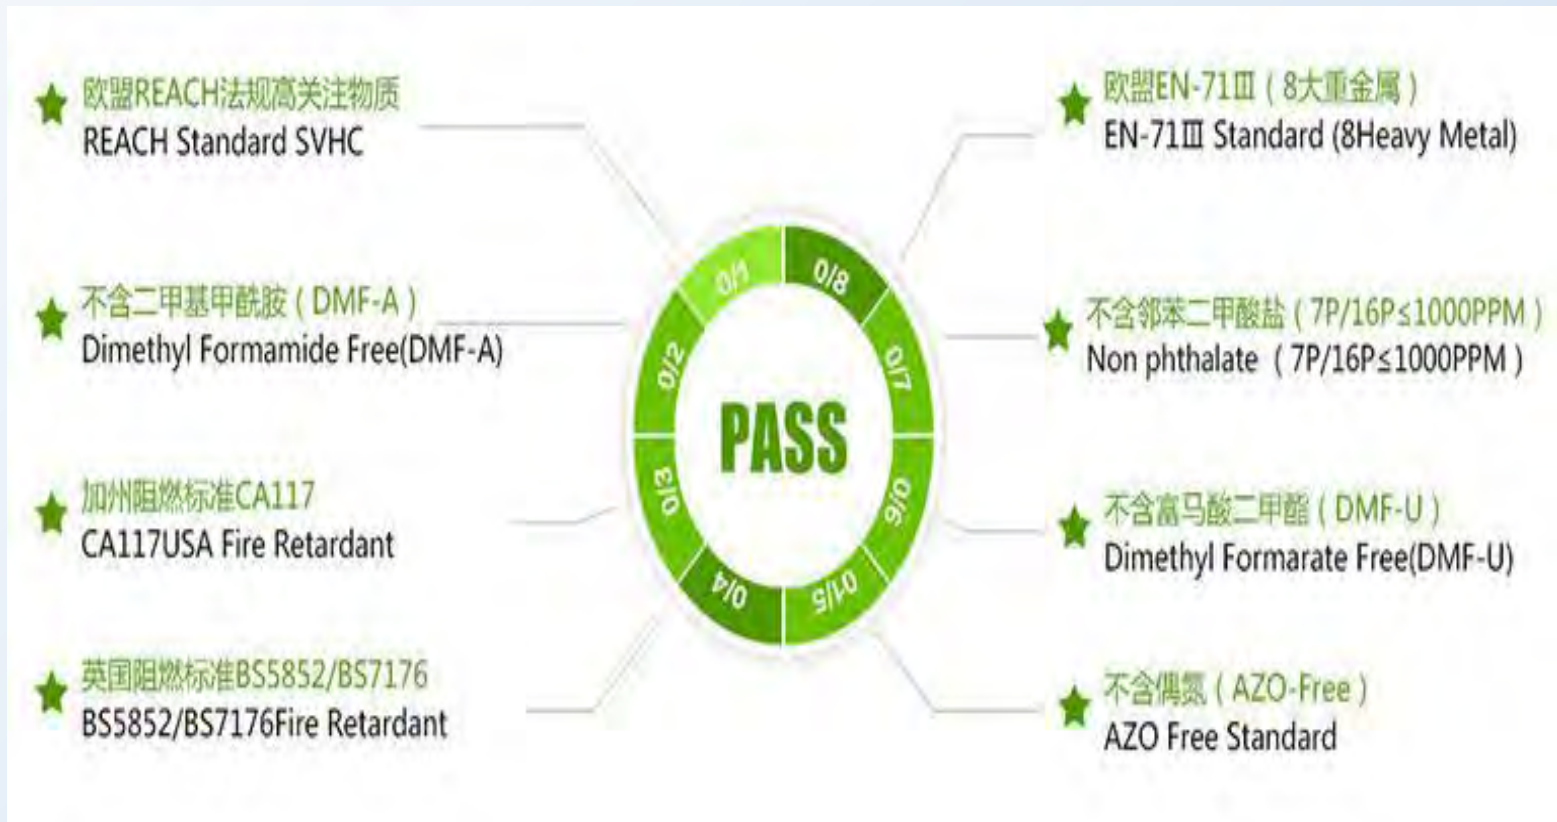 欧盟REACH法规高关注物质
REACH Standard SVHC
不含二甲基甲酰胺（DMF-A）
Dimethyl Formamide Free(DMF-A)
加州阻燃标准CA117
CA117USA Fire Retardant
英国阻燃标准BS5852/BS7176
BS5852/BS7176Fire Retardant
0/1
0/2
0/3
0/4
PASS
0/8
0/7
0/6
01/5
欧盟EN-71Ⅲ（8大重金属）
EN-71Ⅲ Standard (8Heavy Metal)
不含邻苯二甲酸盐（7P/16P≤1000PPM）
Non phthalate（7P/16P≤1000PPM）
不含富马酸二甲酯（DMF-U）
Dimethyl Formarate Free(DMF-U)
不含偶氮（AZO-Free）
AZO Free Standard